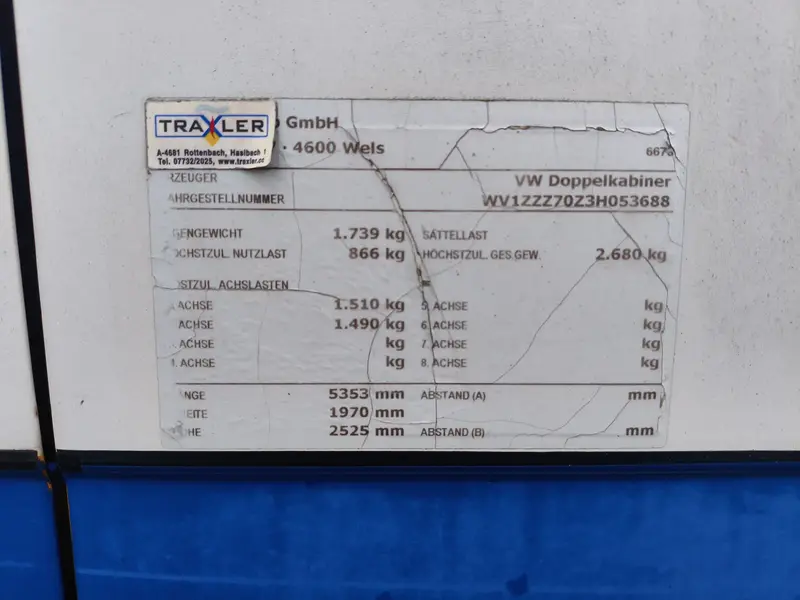 TRAXLER
A-4681 Rottenbach, Haslbach
Tel. 07732/2025, www.traxler.cc
GmbH
4600 Wels
6673
RZEUGER VW Doppelkabiner
AHRGESTELLNUMMER WV1ZZZ70Z3H053688
GENGEWICHT 1.739 kg SATTELLAST
ÖCHSTZUL. NUTZLAST 866 kg HÖCHSTZUL. GES.GEW. 2.680 kg
STZUL. ACHSLASTEN
ACHSE 1.510 kg 5. ACHSE kg
ACHSE 1.490 kg 6. ACHSE kg
ACHSE kg 7. ACHSE kg
ACHSE kg 8. ACHSE kg
NGE 5353 mm ABSTAND (A) mm
EITE 1970 mm
HE 2525 mm ABSTAND (B) mm